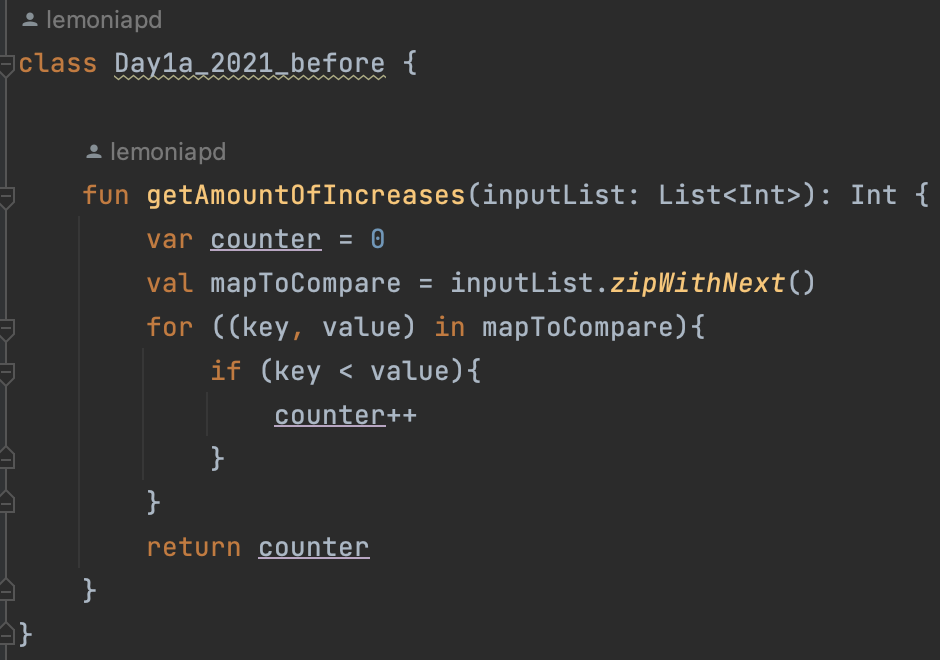 lemoniapd
class Day1a_2021_before {
lemoniapd
fun getAmountOfIncreases(inputList: List<Int>): Int {
var counter = 0
val mapToCompare = inputList.zipWithNext()
for ((key, value) in mapToCompare){
if (key < value){
counter++
}
}
return counter
}
}